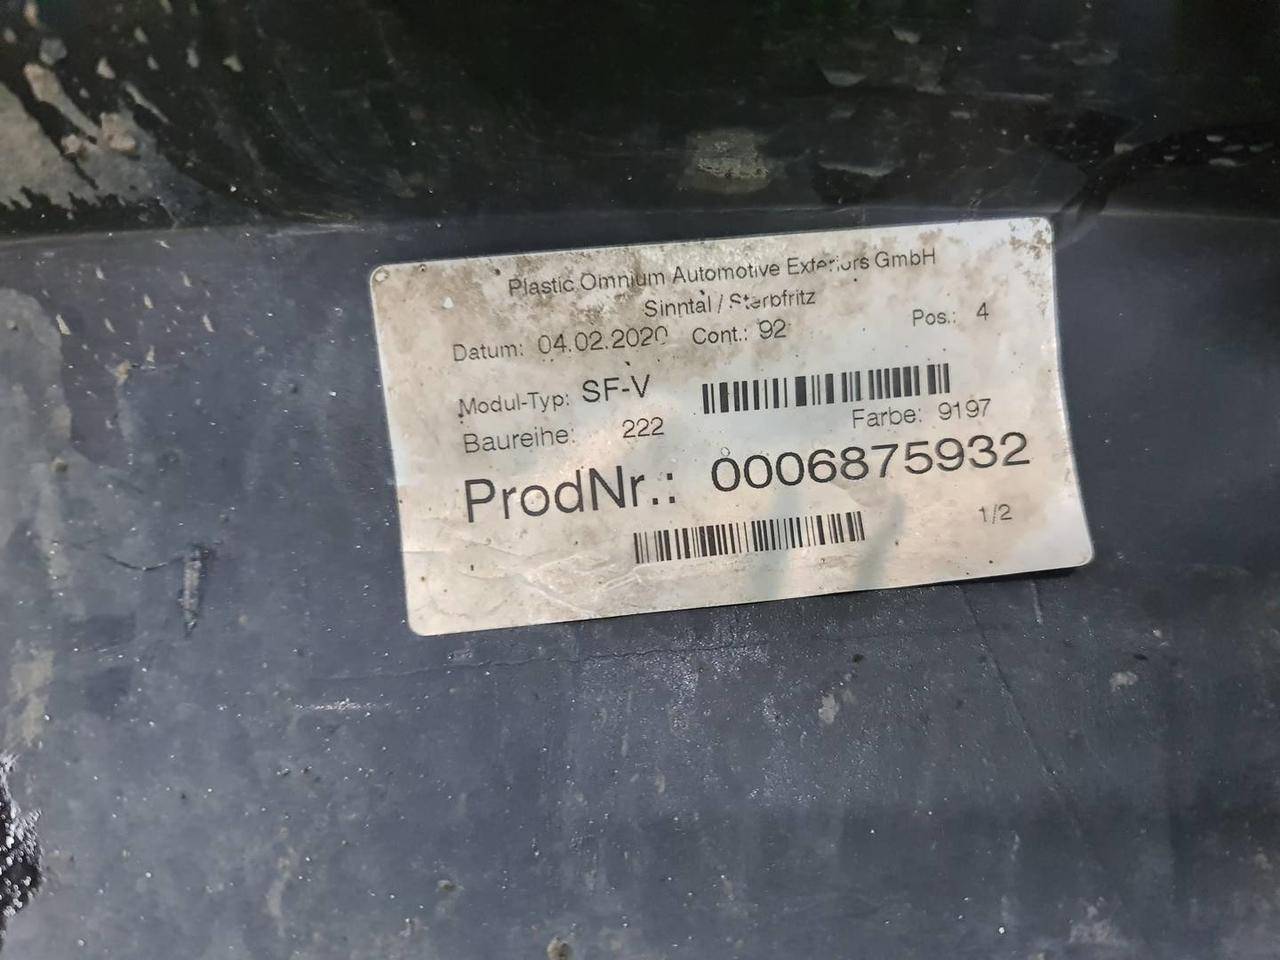 Plastic Omnium Automotive Exteriors GmbH
Sinntal / Sterbfritz
Datum: 04.02.2020 Cont.: 92 Pos.: 4
Modul-Typ: SF-V
Baureihe: 222 Farbe: 9197
ProdNr.: 0006875932
1/2